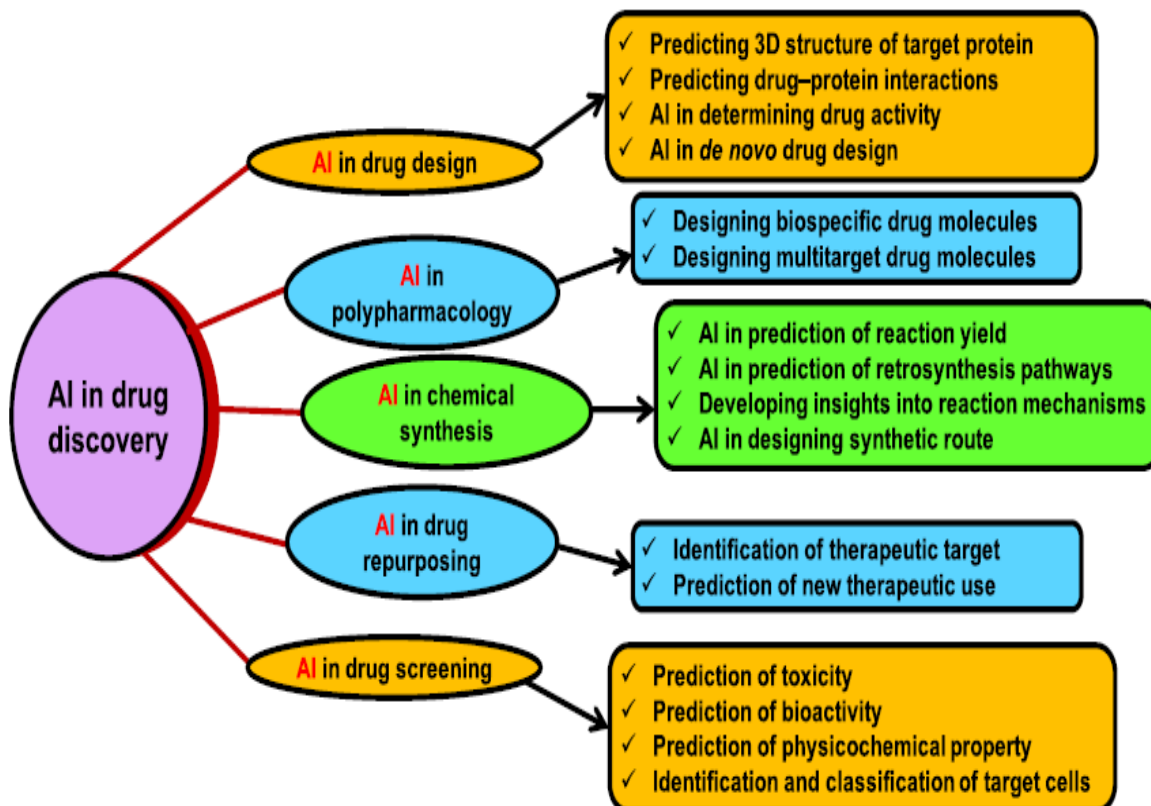 AI in drug
discovery
AI in drug design
✓ Predicting 3D structure of target protein
✓ Predicting drug–protein interactions
✓ AI in determining drug activity
✓ AI in de novo drug design
AI in
polypharmacology
✓ Designing biospecific drug molecules
✓ Designing multitarget drug molecules
AI in chemical
synthesis
✓ AI in prediction of reaction yield
✓ AI in prediction of retrosynthesis pathways
✓ Developing insights into reaction mechanisms
✓ AI in designing synthetic route
AI in drug
repurposing
✓ Identification of therapeutic target
✓ Prediction of new therapeutic use
AI in drug screening
✓ Prediction of toxicity
✓ Prediction of bioactivity
✓ Prediction of physicochemical property
✓ Identification and classification of target cells